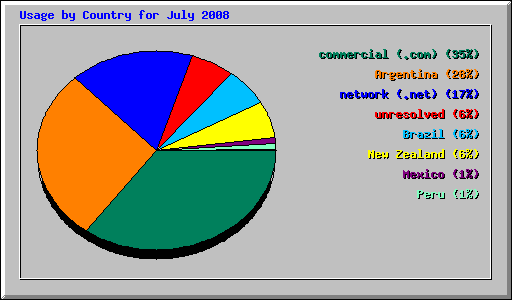 Usage by Country for July 2008
commercial (.com) (35%)
Argentina (28%)
network (.net) (17%)
unresolved (6%)
Brazil (6%)
New Zealand (6%)
Mexico (1%)
Peru (1%)